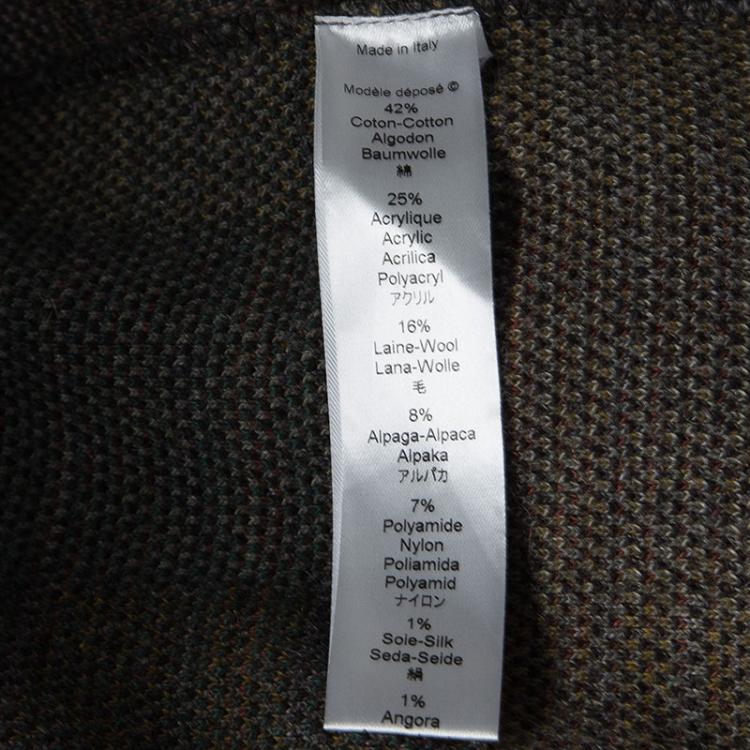 Made in Italy
Modèle déposé ©
42%
Coton-Cotton
Algodon
Baumwolle
綿
25%
Acrylique
Acrylic
Acrilica
Polyacryl
アクリル
16%
Laine-Wool
Lana-Wolle
毛
8%
Alpaga-Alpaca
Alpaka
アルパカ
7%
Polyamide
Nylon
Poliamida
Polyamid
ナイロン
1%
Soie-Silk
Seda-Seide
絹
1%
Angora